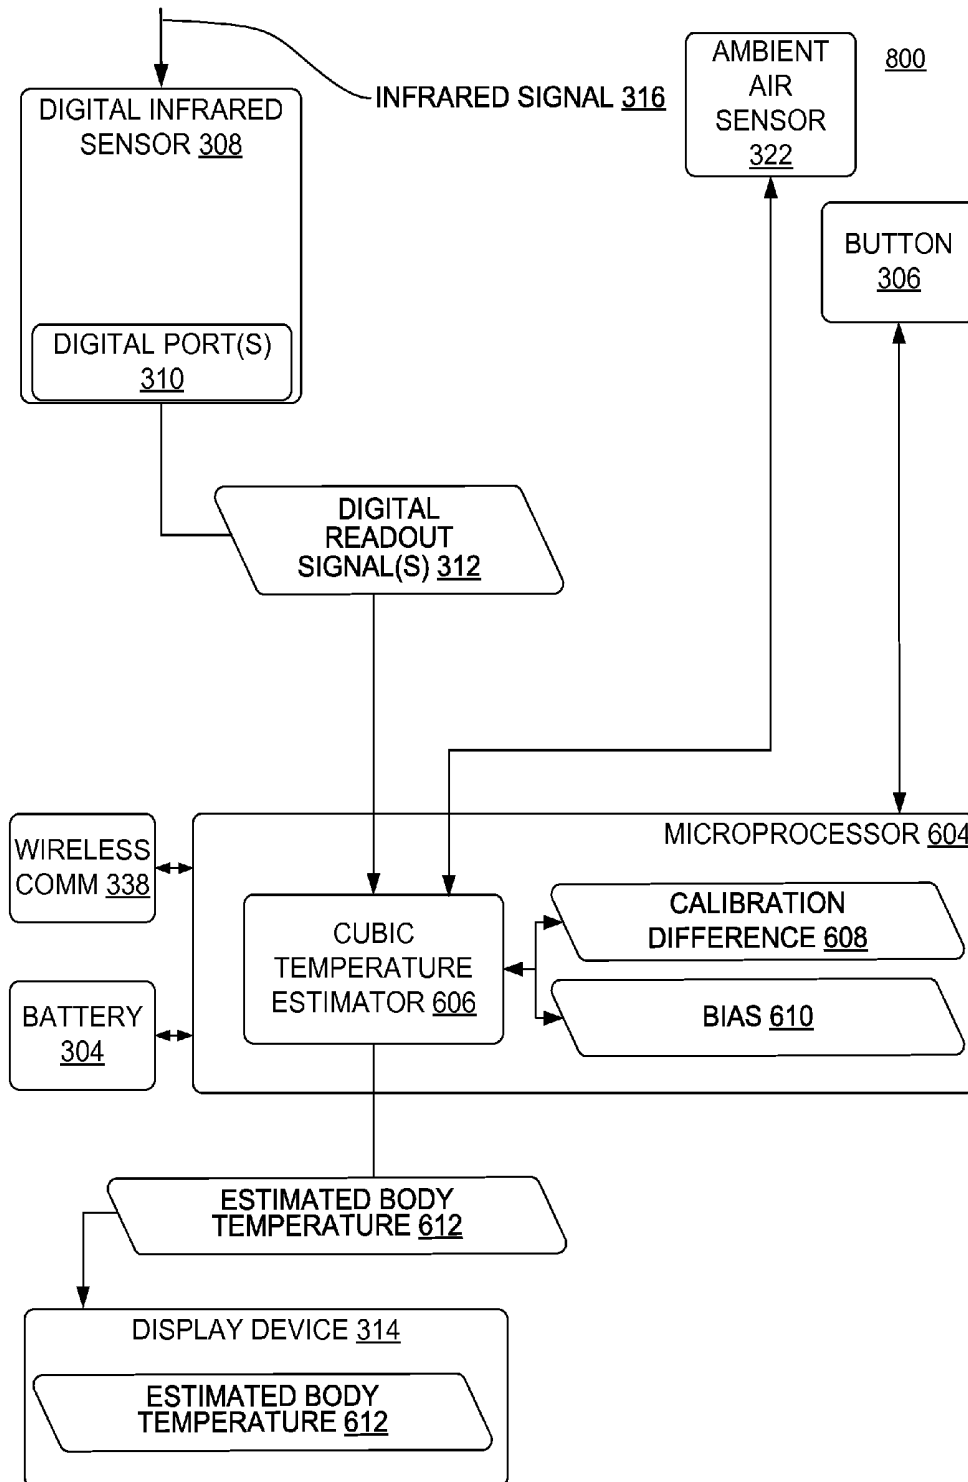 AMBIENT
AIR
SENSOR
322
800
INFRARED SIGNAL 316
DIGITAL INFRARED
SENSOR 308
BUTTON
306
DIGITAL PORT(S)
310
DIGITAL
READOUT
SIGNAL(S) 312
MICROPROCESSOR 604
WIRELESS
COMM 338
CUBIC
TEMPERATURE
ESTIMATOR 606
CALIBRATION
DIFFERENCE 608
BIAS 610
BATTERY
304
ESTIMATED BODY
TEMPERATURE 612
DISPLAY DEVICE 314
ESTIMATED BODY
TEMPERATURE 612